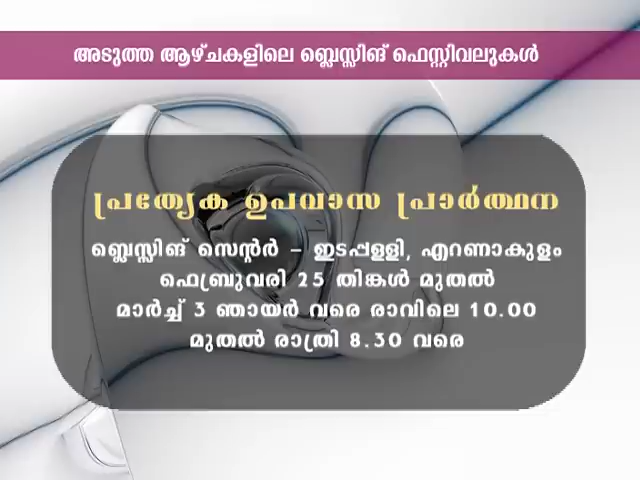 അടുത്ത ആഴ്ചകളിലെ ബ്ലെസ്സിങ് ഫെസ്റ്റിവലുകൾ
പ്രത്യേക ഉപവാസ പ്രാർത്ഥന
ബ്ലെസ്സിങ് സെന്റർ – ഇടപ്പള്ളി, എറണാകുളം
ഫെബ്രുവരി 25 തിങ്കൾ മുതൽ
മാർച്ച് 3 ഞായർ വരെ രാവിലെ 10.00
മുതൽ രാത്രി 8.30 വരെ